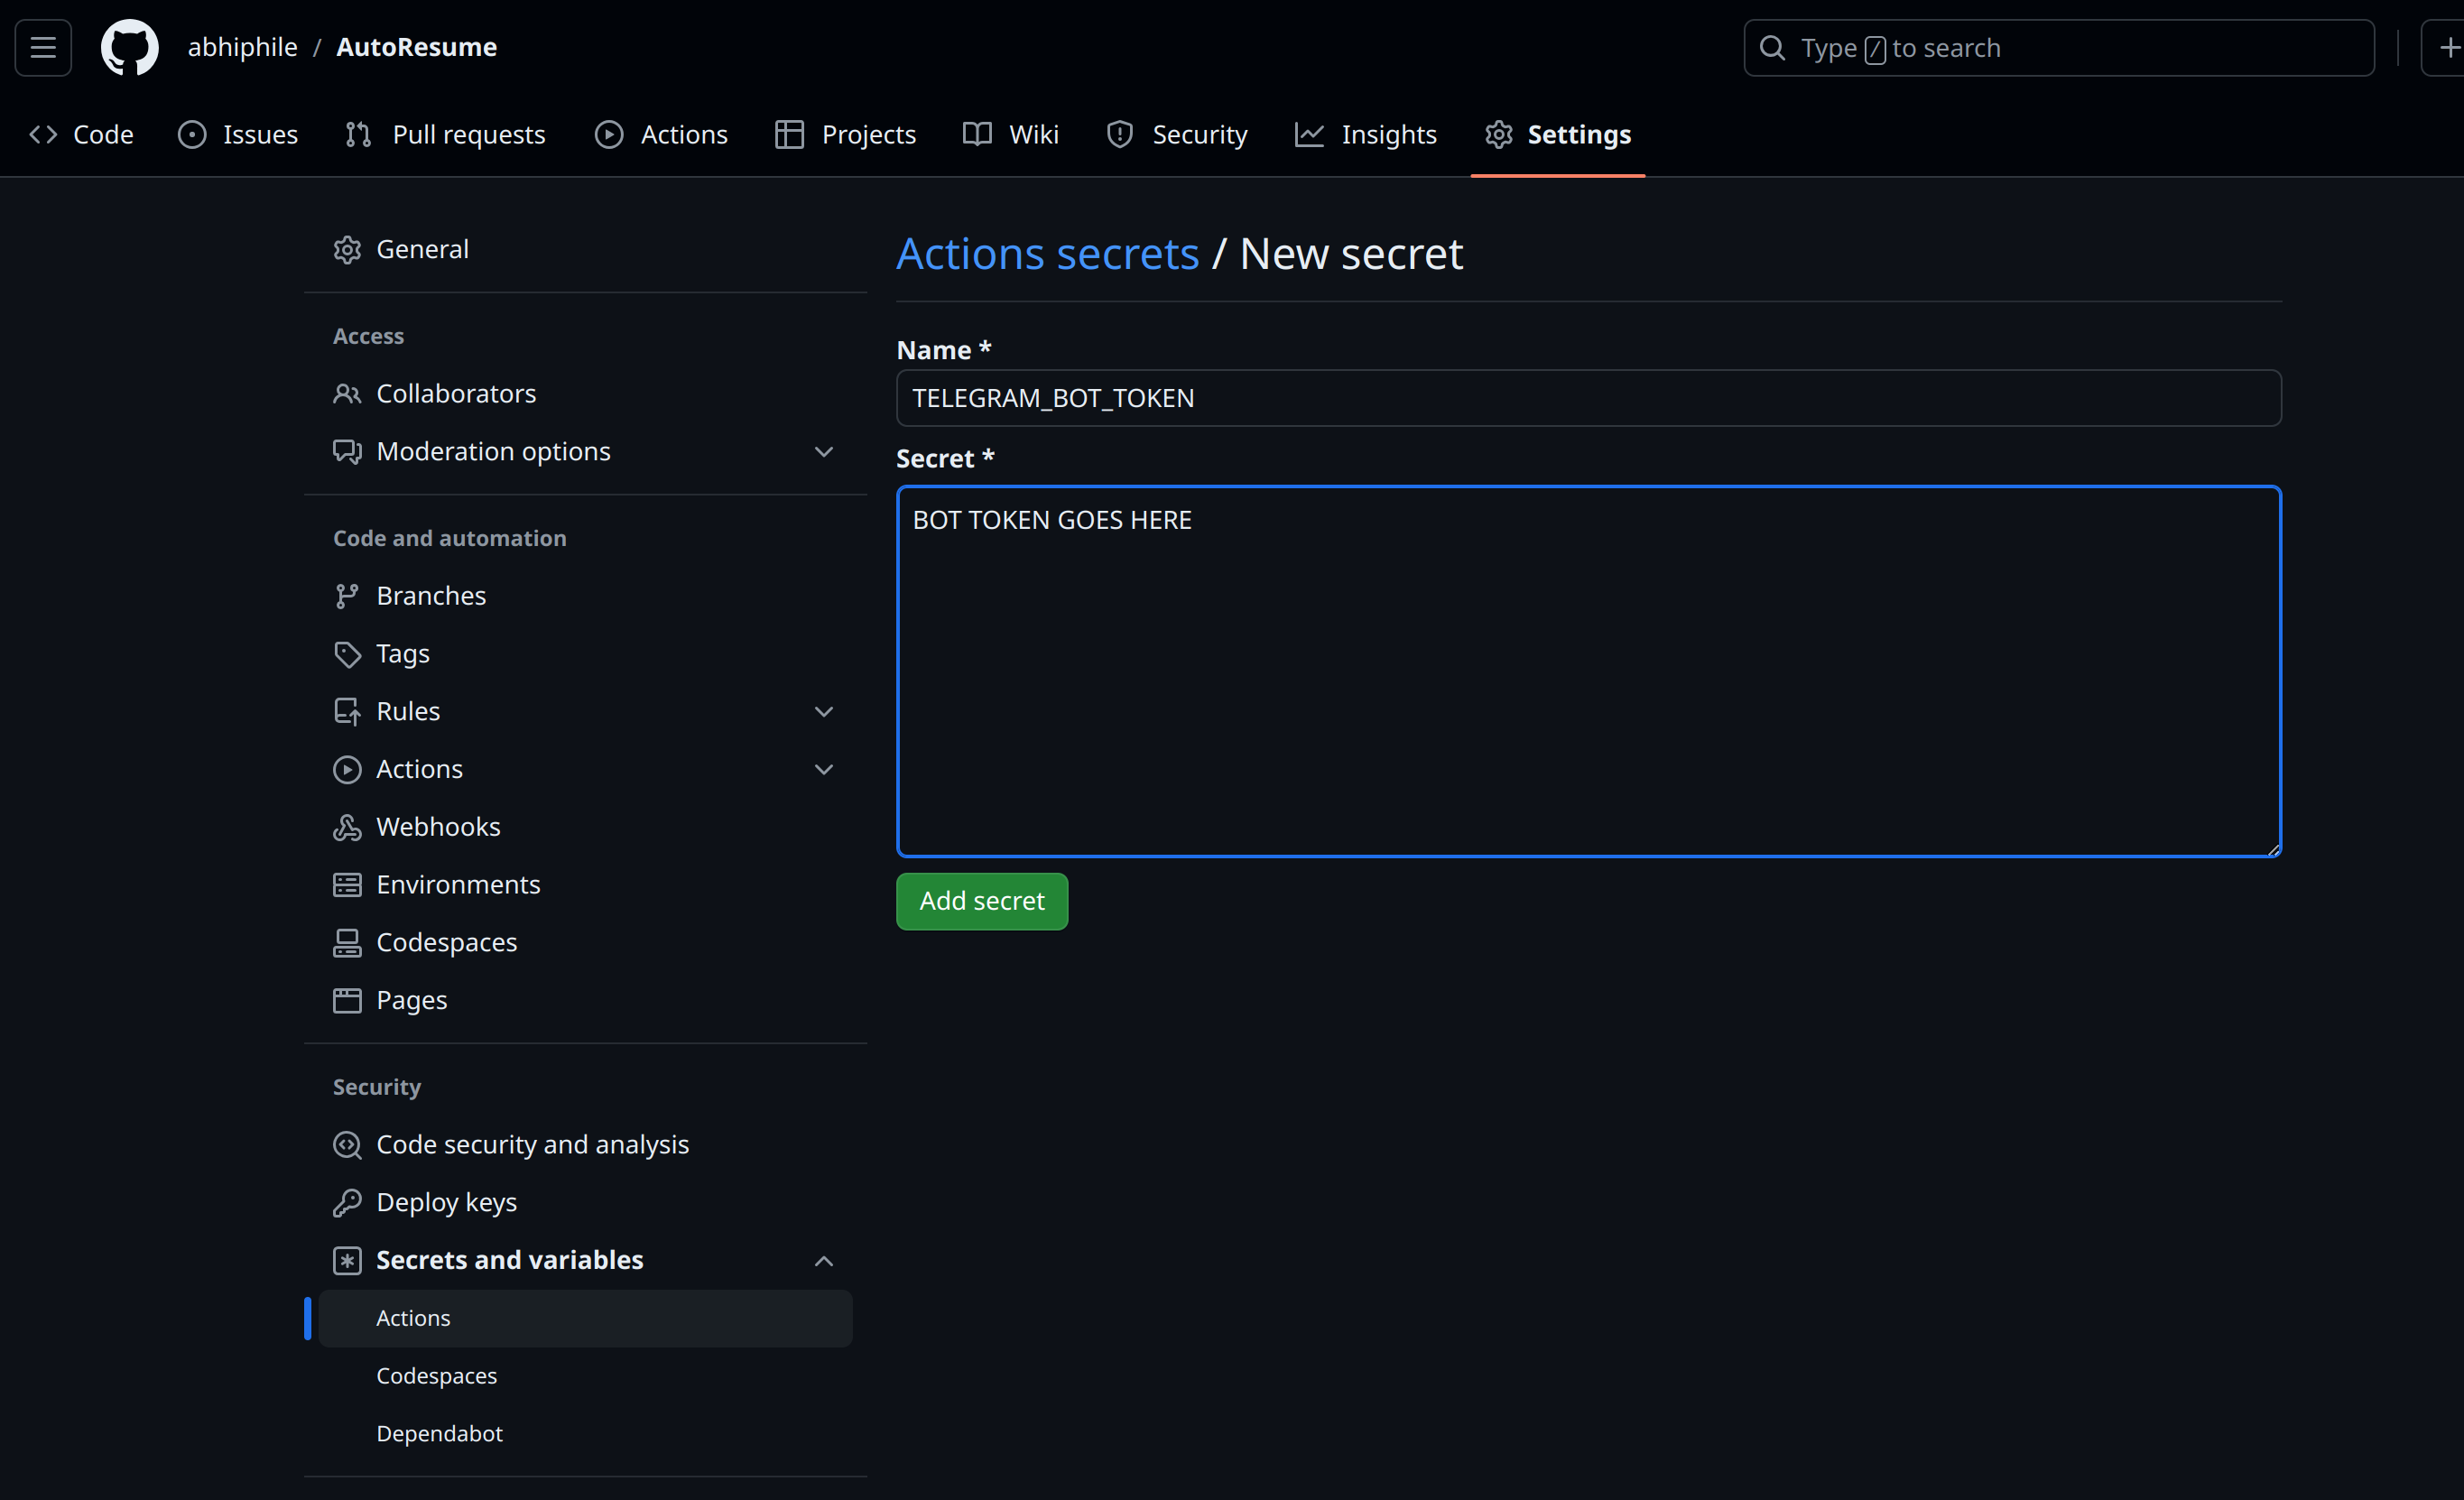 abhiphile / AutoResume
Type / to search
Code Issues Pull requests Actions Projects Wiki Security Insights Settings
General
Access
Collaborators
Moderation options
Code and automation
Branches
Tags
Rules
Actions
Webhooks
Environments
Codespaces
Pages
Security
Code security and analysis
Deploy keys
Secrets and variables
Actions
Codespaces
Dependabot
Actions secrets / New secret
Name *
TELEGRAM_BOT_TOKEN
Secret *
BOT TOKEN GOES HERE
Add secret